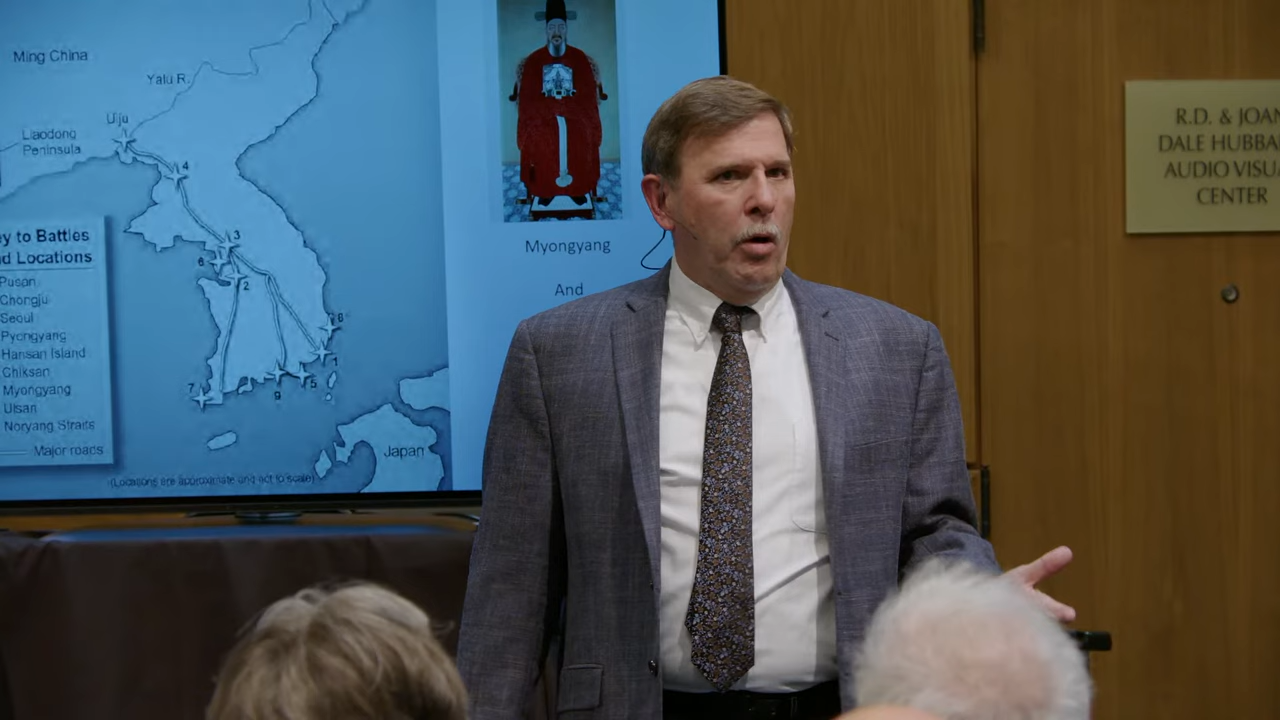 Ming China
Yalu R.
Uiju
Liaodong
Peninsula
4
3
6
2
8
1
5
9
7
ey to Battles
nd Locations
Pusan
Chongju
Seoul
Pyongyang
Hansan Island
Chiksan
Myongyang
Ulsan
Noryang Straits
Major roads
Japan
(Locations are approximate and not to scale)
Myongyang
And
R.D. & JOAN
DALE HUBBA
AUDIO VISUA
CENTER